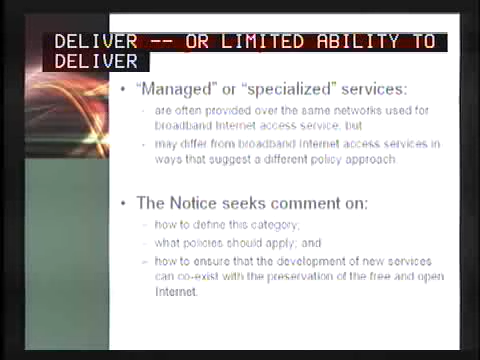 DELIVER -- OR LIMITED ABILITY TO
DELIVER
• “Managed” or “specialized” services:
- are often provided over the same networks used for
broadband Internet access service, but
- may differ from broadband Internet access services in
ways that suggest a different policy approach
• The Notice seeks comment on:
– how to define this category;
– what policies should apply; and
– how to ensure that the development of new services
can co-exist with the preservation of the free and open
Internet.